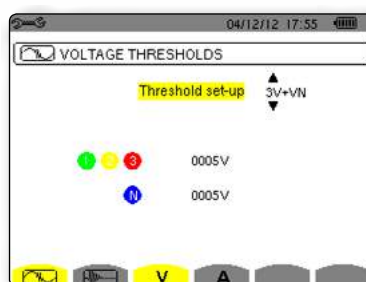 04/12/12 17:55
VOLTAGE THRESHOLDS
Threshold set-up 3V+VN
1 2 3 0005V
N 0005V
V A